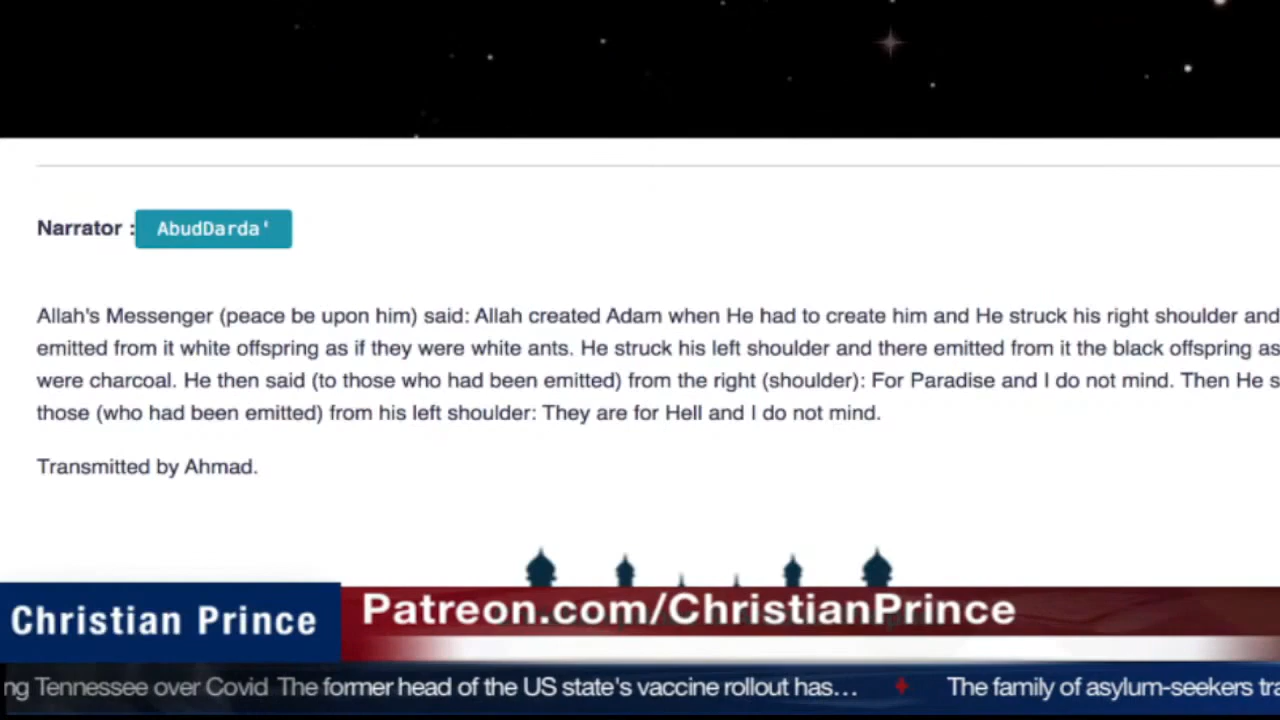 Narrator : AbudDarda'
Allah's Messenger (peace be upon him) said: Allah created Adam when He had to create him and He struck his right shoulder and
emitted from it white offspring as if they were white ants. He struck his left shoulder and there emitted from it the black offspring as
were charcoal. He then said (to those who had been emitted) from the right (shoulder): For Paradise and I do not mind. Then He s
those (who had been emitted) from his left shoulder: They are for Hell and I do not mind.
Transmitted by Ahmad.
Christian Prince
Patreon.com/ChristianPrince
ng Tennessee over Covid The former head of the US state's vaccine rollout has... The family of asylum-seekers tra